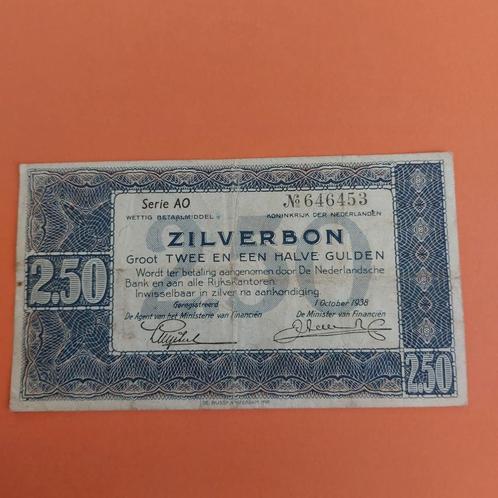 Serie AO № 646453
WETTIG BETAALMIDDEL KONINKRIJK DER NEDERLANDEN
ZILVERBON
Groot TWEE EN EEN HALVE GULDEN
Wordt ter betaling aangenomen door De Nederlandsche
Bank en aan alle Rijkskantoren.
Inwisselbaar in zilver na aankondiging
Geregistreerd 1 October 1938
De Agent van het Ministerie van Financiën De Minister van Financiën
2.50
2.50